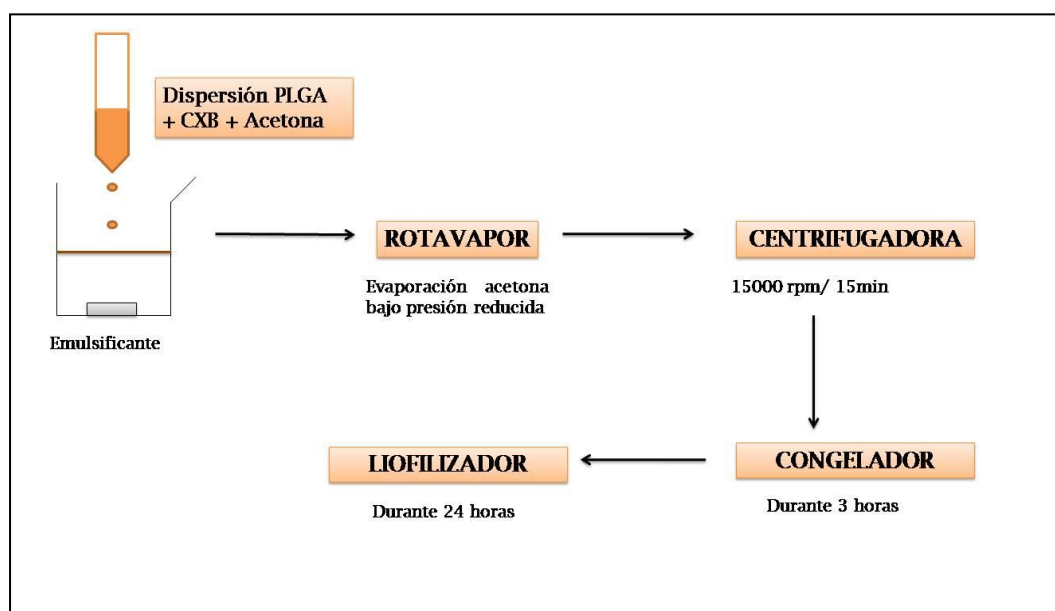 Dispersión PLGA
+ CXB + Acetona
Emulsificante
ROTAVAPOR
Evaporación acetona
bajo presión reducida
CENTRIFUGADORA
15000 rpm/ 15min
CONGELADOR
Durante 3 horas
LIOFILIZADOR
Durante 24 horas